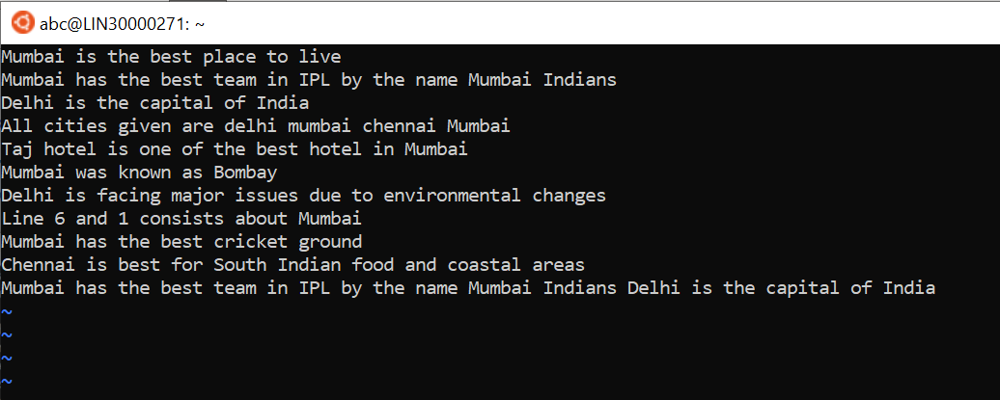 abc@LIN30000271: ~
Mumbai is the best place to live
Mumbai has the best team in IPL by the name Mumbai Indians
Delhi is the capital of India
All cities given are delhi mumbai chennai Mumbai
Taj hotel is one of the best hotel in Mumbai
Mumbai was known as Bombay
Delhi is facing major issues due to environmental changes
Line 6 and 1 consists about Mumbai
Mumbai has the best cricket ground
Chennai is best for South Indian food and coastal areas
Mumbai has the best team in IPL by the name Mumbai Indians Delhi is the capital of India
~
~
~
~